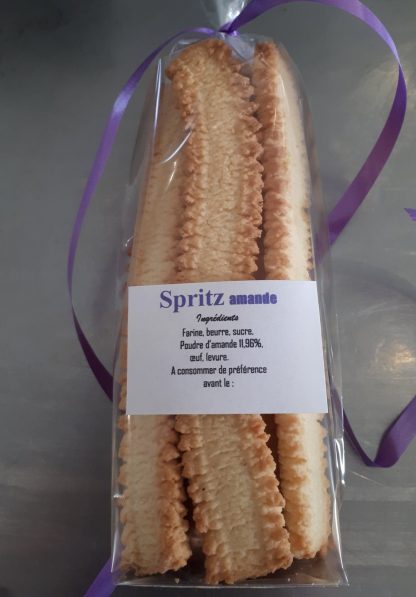 Spritz amande
Ingrédients
Farine, beurre, sucre,
Poudre d'amande 11,96%,
œuf, levure.
A consommer de préférence
avant le :